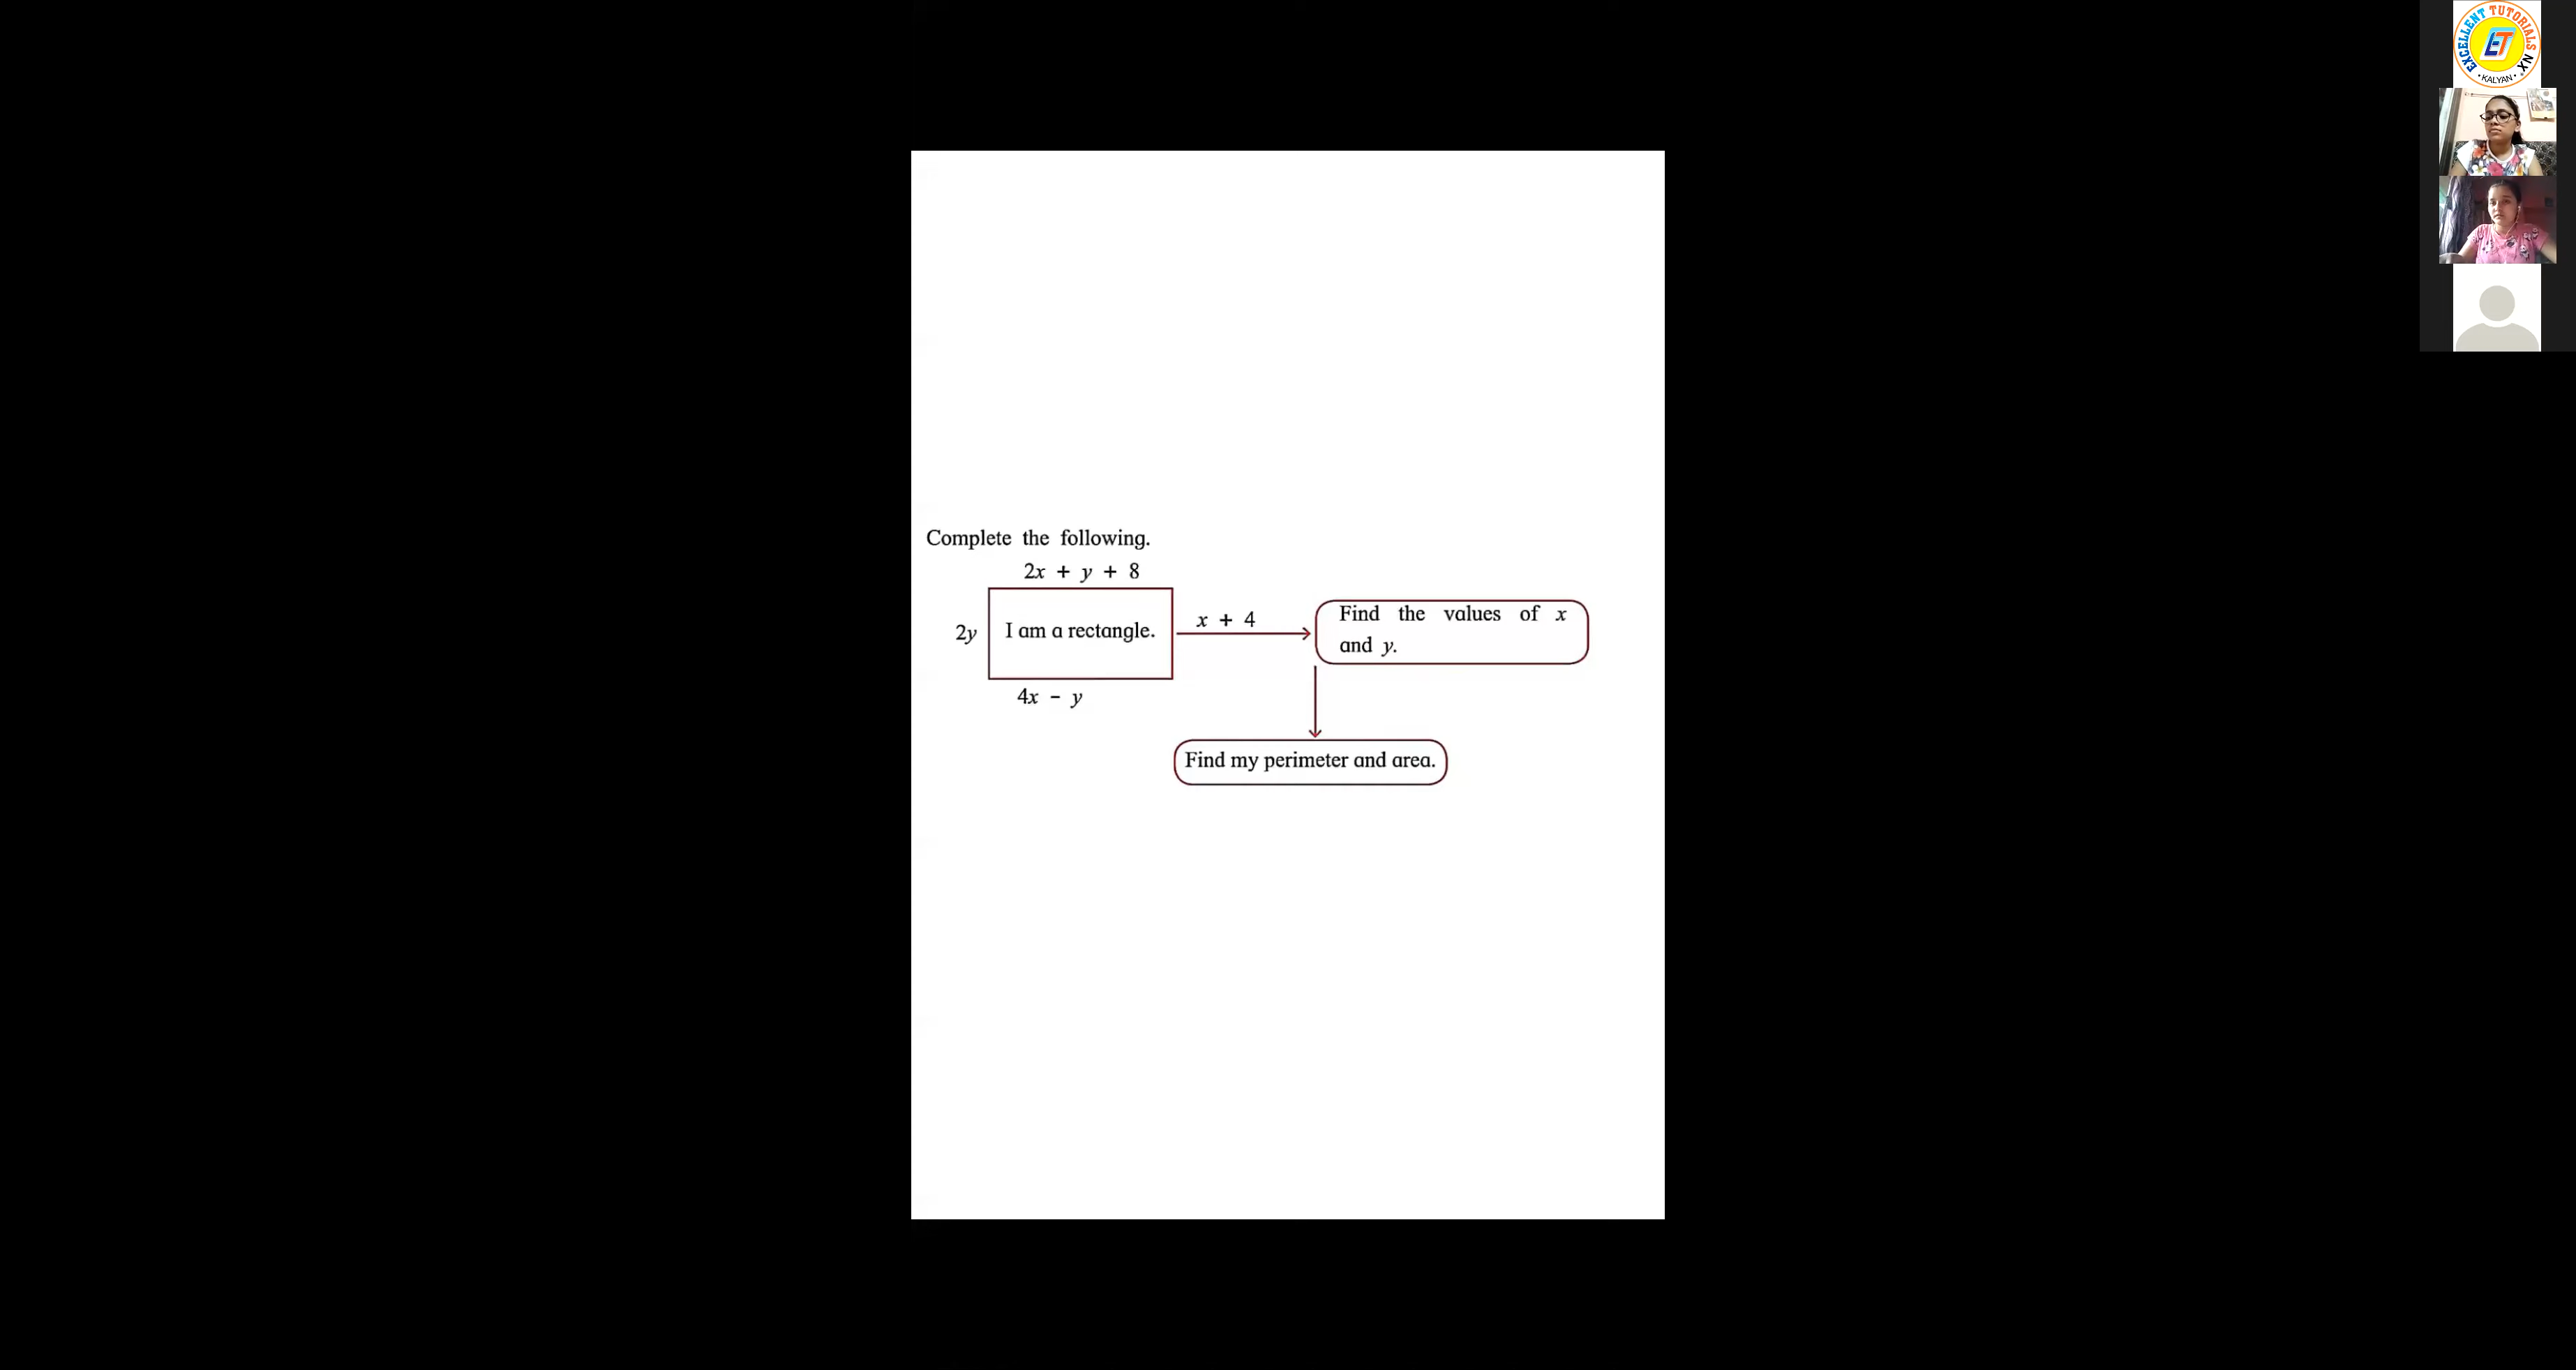 EXCELLENT TUTORIALS NX.
ET
• KALYAN •
Complete the following.
2x + y + 8
2y
I am a rectangle.
x + 4
Find the values of x
and y.
4x − y
Find my perimeter and area.